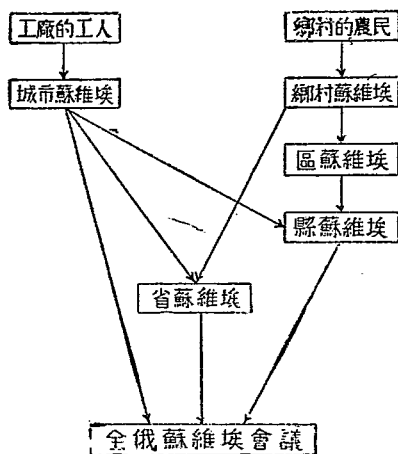 工廠的工人
鄉村的農民
城市蘇維埃
鄉村蘇維埃
區蘇維埃
縣蘇維埃
省蘇維埃
全俄蘇維埃會議